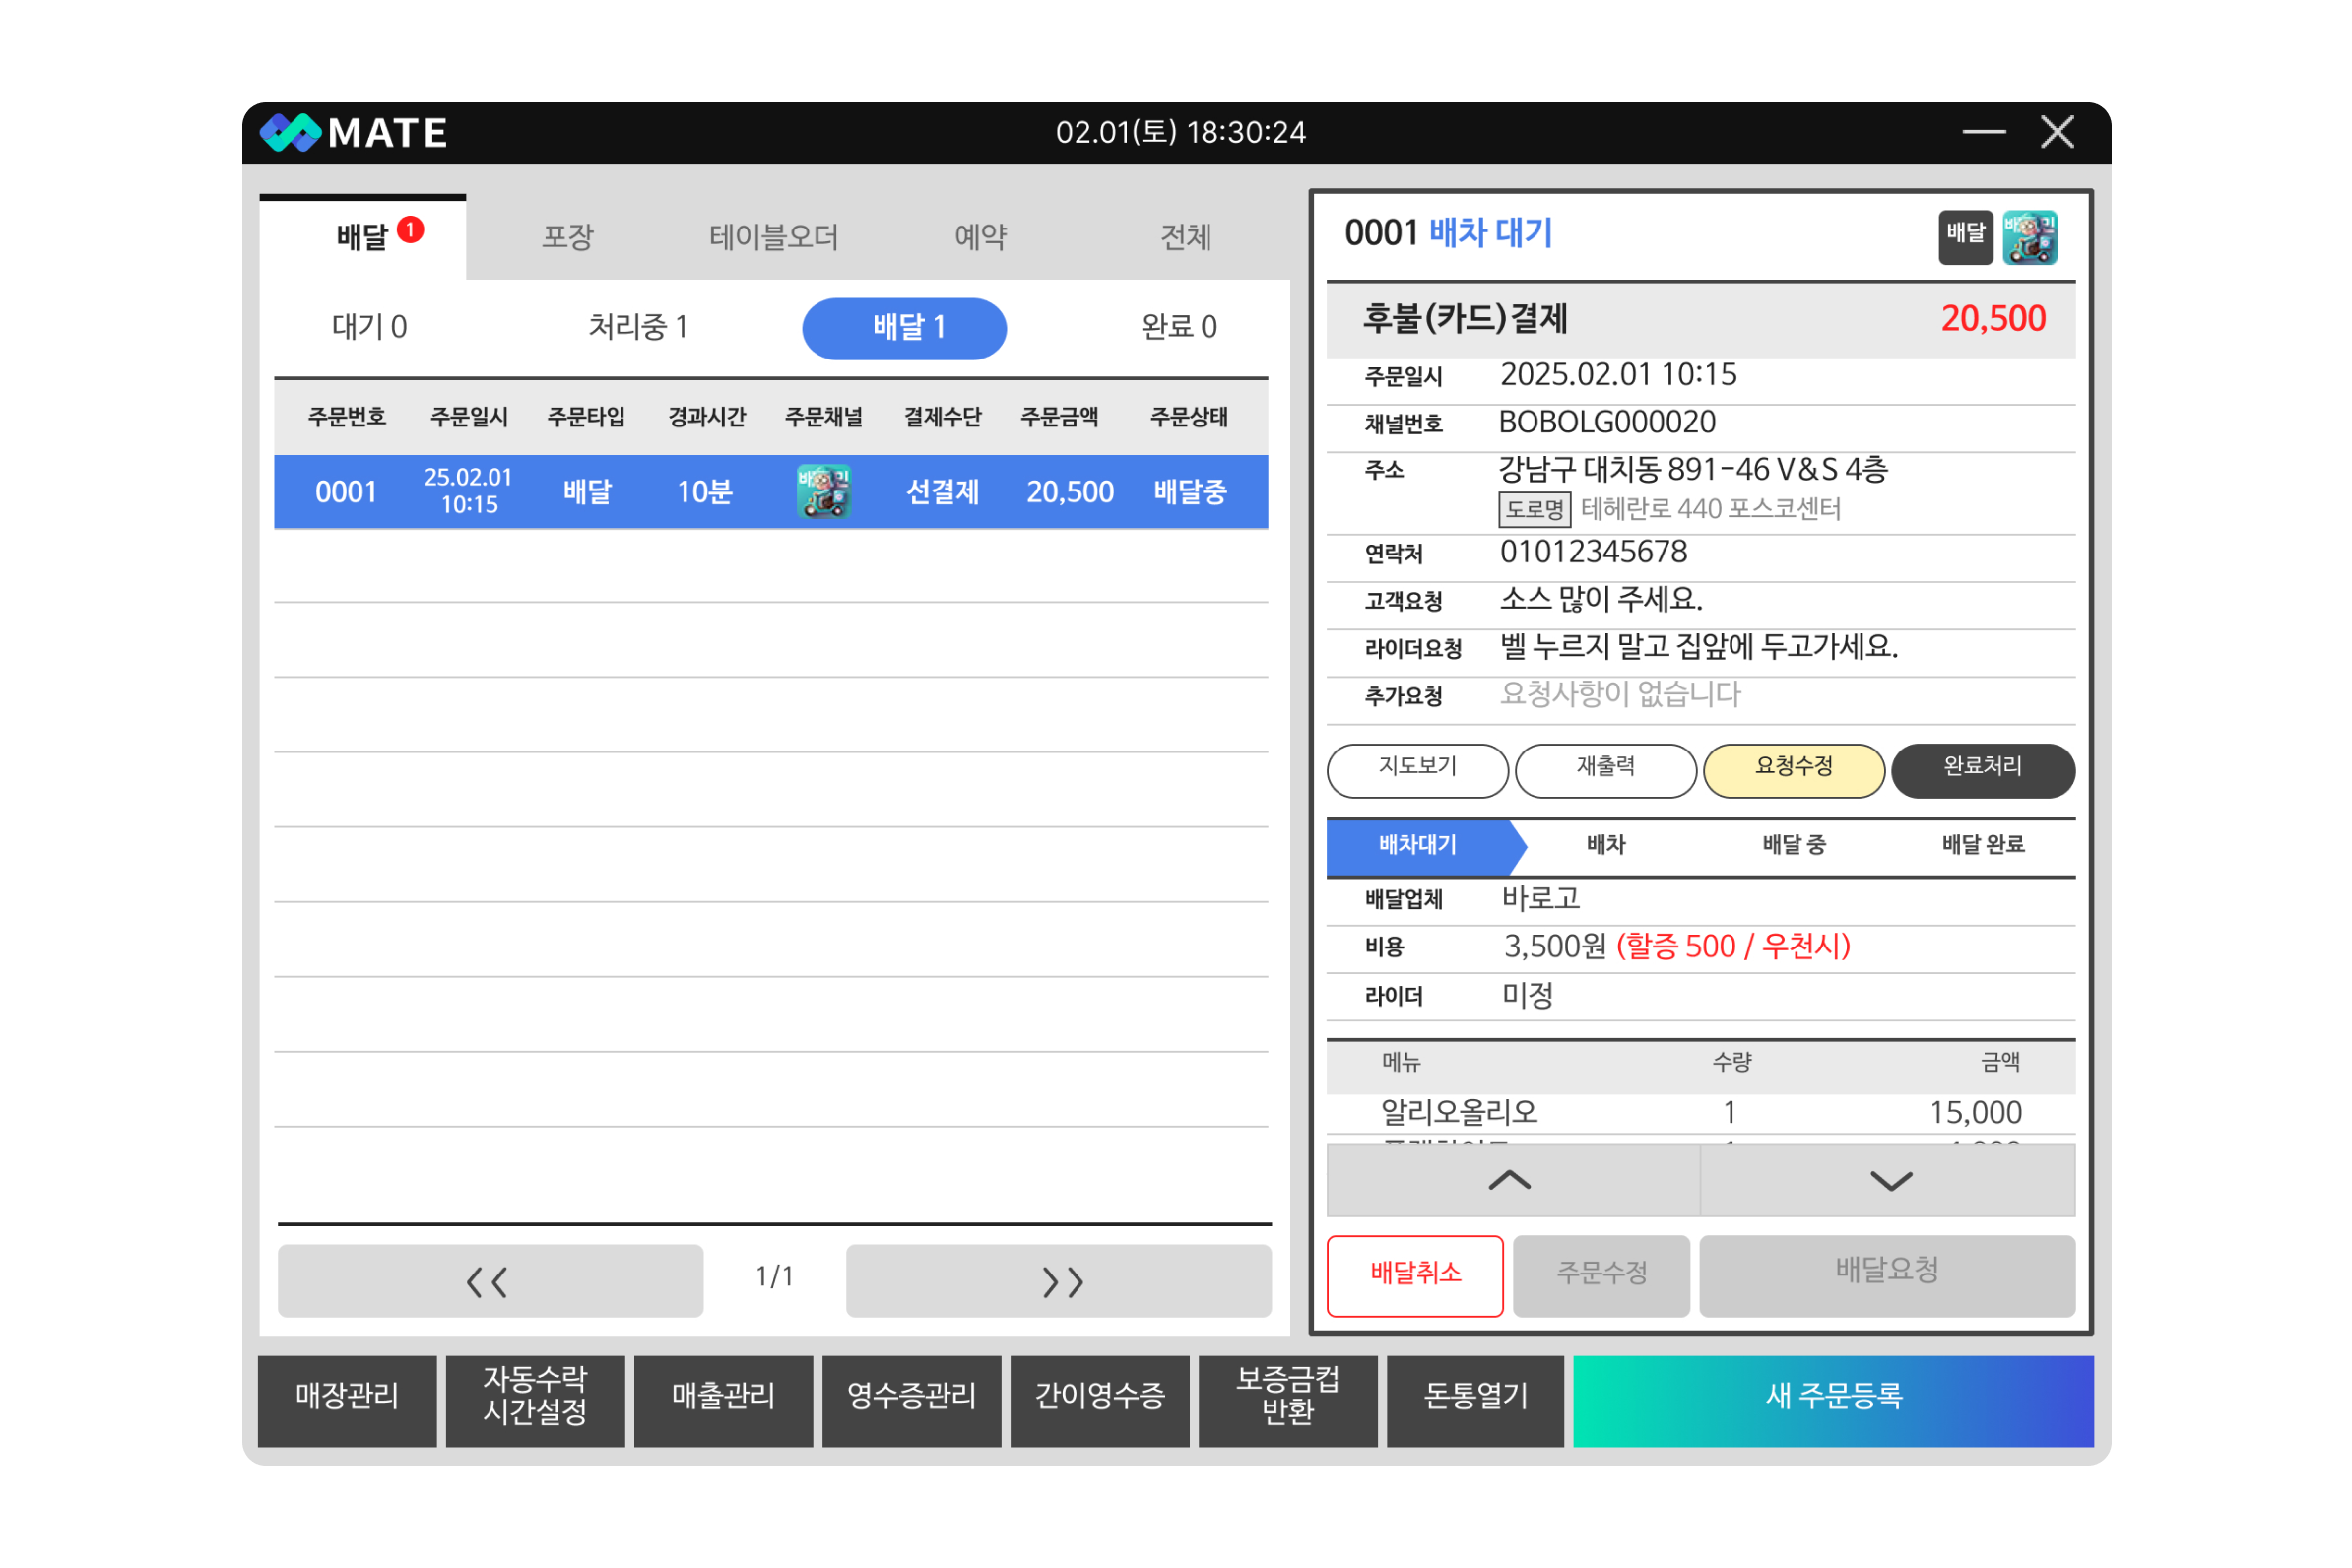 MATE
02.01(토) 18:30:24
배달 1
포장
테이블오더
예약
전체
대기 0
처리중 1
배달 1
완료 0
주문번호 주문일시 주문타입 경과시간 주문채널 결제수단 주문금액 주문상태
0001 25.02.01 10:15 배달 10분 선결제 20,500 배달중
1/1
0001 배차 대기
배달
후불(카드)결제 20,500
주문일시 2025.02.01 10:15
채널번호 BOBOLG000020
주소 강남구 대치동 891-46 V&S 4층
도로명 테헤란로 440 포스코센터
연락처 01012345678
고객요청 소스 많이 주세요.
라이더요청 벨 누르지 말고 집앞에 두고가세요.
추가요청 요청사항이 없습니다
지도보기
재출력
요청수정
완료처리
배차대기
배차
배달 중
배달 완료
배달업체 바로고
비용 3,500원 (할증 500 / 우천시)
라이더 미정
메뉴 수량 금액
알리오올리오 1 15,000
배달취소
주문수정
배달요청
매장관리
자동수락
시간설정
매출관리
영수증관리
간이영수증
보증금컵
반환
돈통열기
새 주문등록